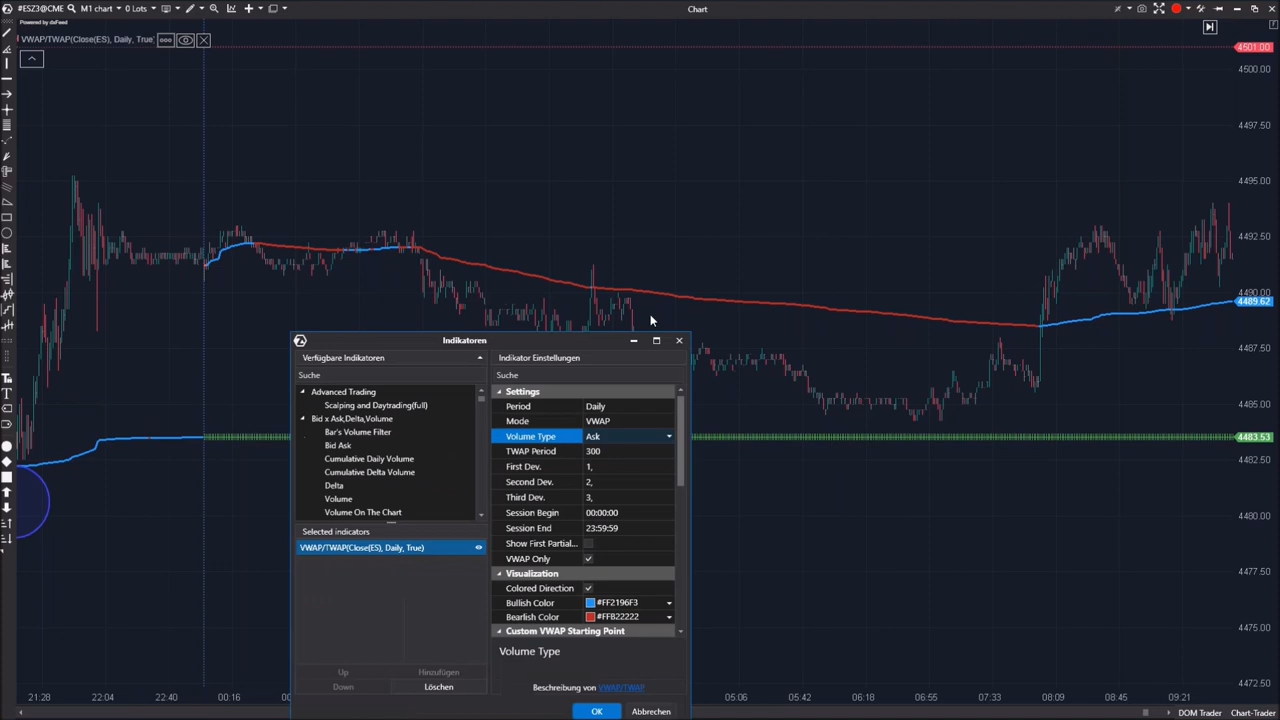 #ESZ3@CME M1 chart 0 Lots Chart
Powered by dxFeed
VWAP/TWAP(Close(ES), Daily, True)
4501.00
4500.00
4497.50
4495.00
4492.50
4490.00
4489.62
4487.50
4485.00
4483.53
4482.50
4480.00
4477.50
4475.00
4472.50
Indikatoren
Verfügbare Indikatoren
Suche
Advanced Trading
Scalping and Daytrading(full)
Bid x Ask,Delta,Volume
Bar's Volume Filter
Bid Ask
Cumulative Daily Volume
Cumulative Delta Volume
Delta
Volume
Volume On The Chart
Selected indicators
VWAP/TWAP(Close(ES), Daily, True)
Up Hinzufügen
Down Löschen
Indikator Einstellungen
Suche
Settings
Period Daily
Mode VWAP
Volume Type Ask
TWAP Period 300
First Dev. 1,
Second Dev. 2,
Third Dev. 3,
Session Begin 00:00:00
Session End 23:59:59
Show First Partial...
VWAP Only
Visualization
Colored Direction
Bullish Color #FF2196F3
Bearlish Color #FFB22222
Custom VWAP Starting Point
Volume Type
Beschreibung von VWAP/TWAP
OK Abbrechen
21:28 22:04 22:40 00:16 05:06 05:42 06:18 06:55 07:33 08:09 08:45 09:21
DOM Trader Chart-Trader